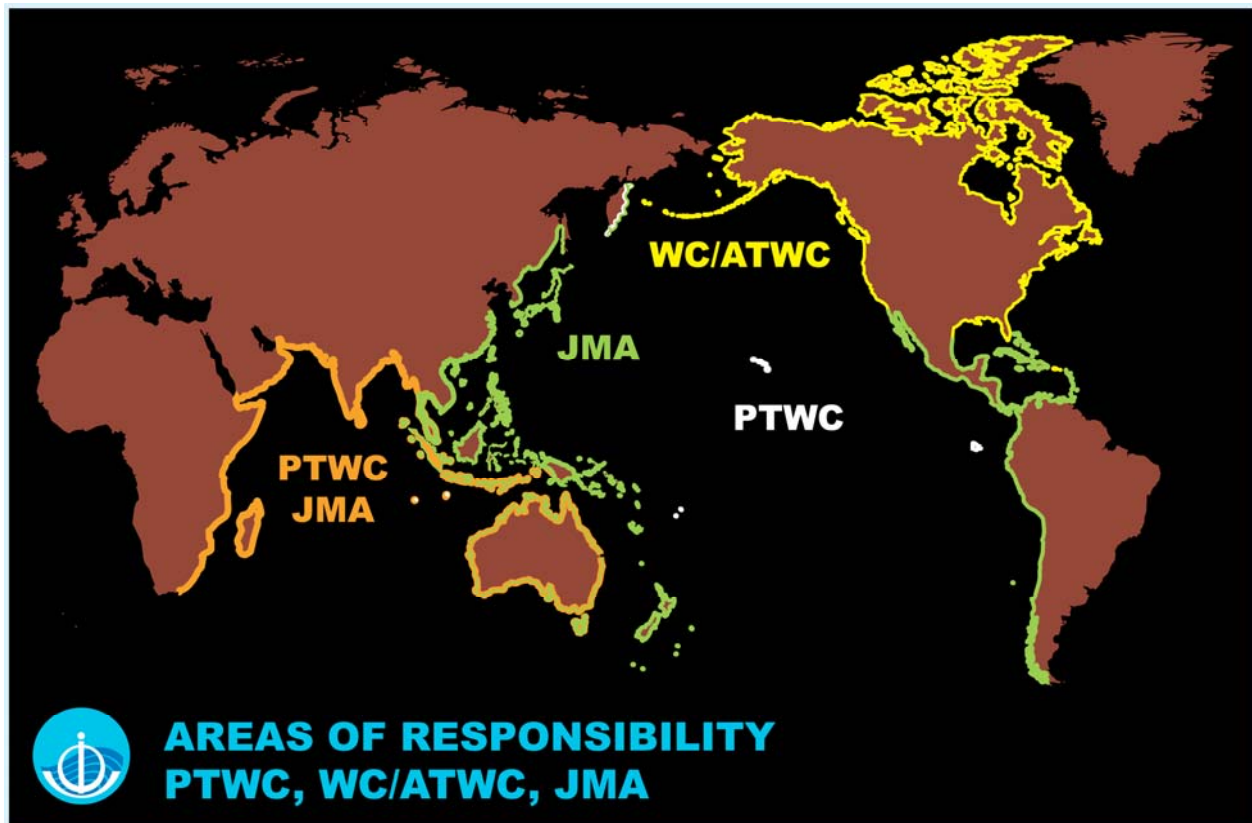 WC/ATWC
JMA
PTWC
PTWC
JMA
AREAS OF RESPONSIBILITY
PTWC, WC/ATWC, JMA